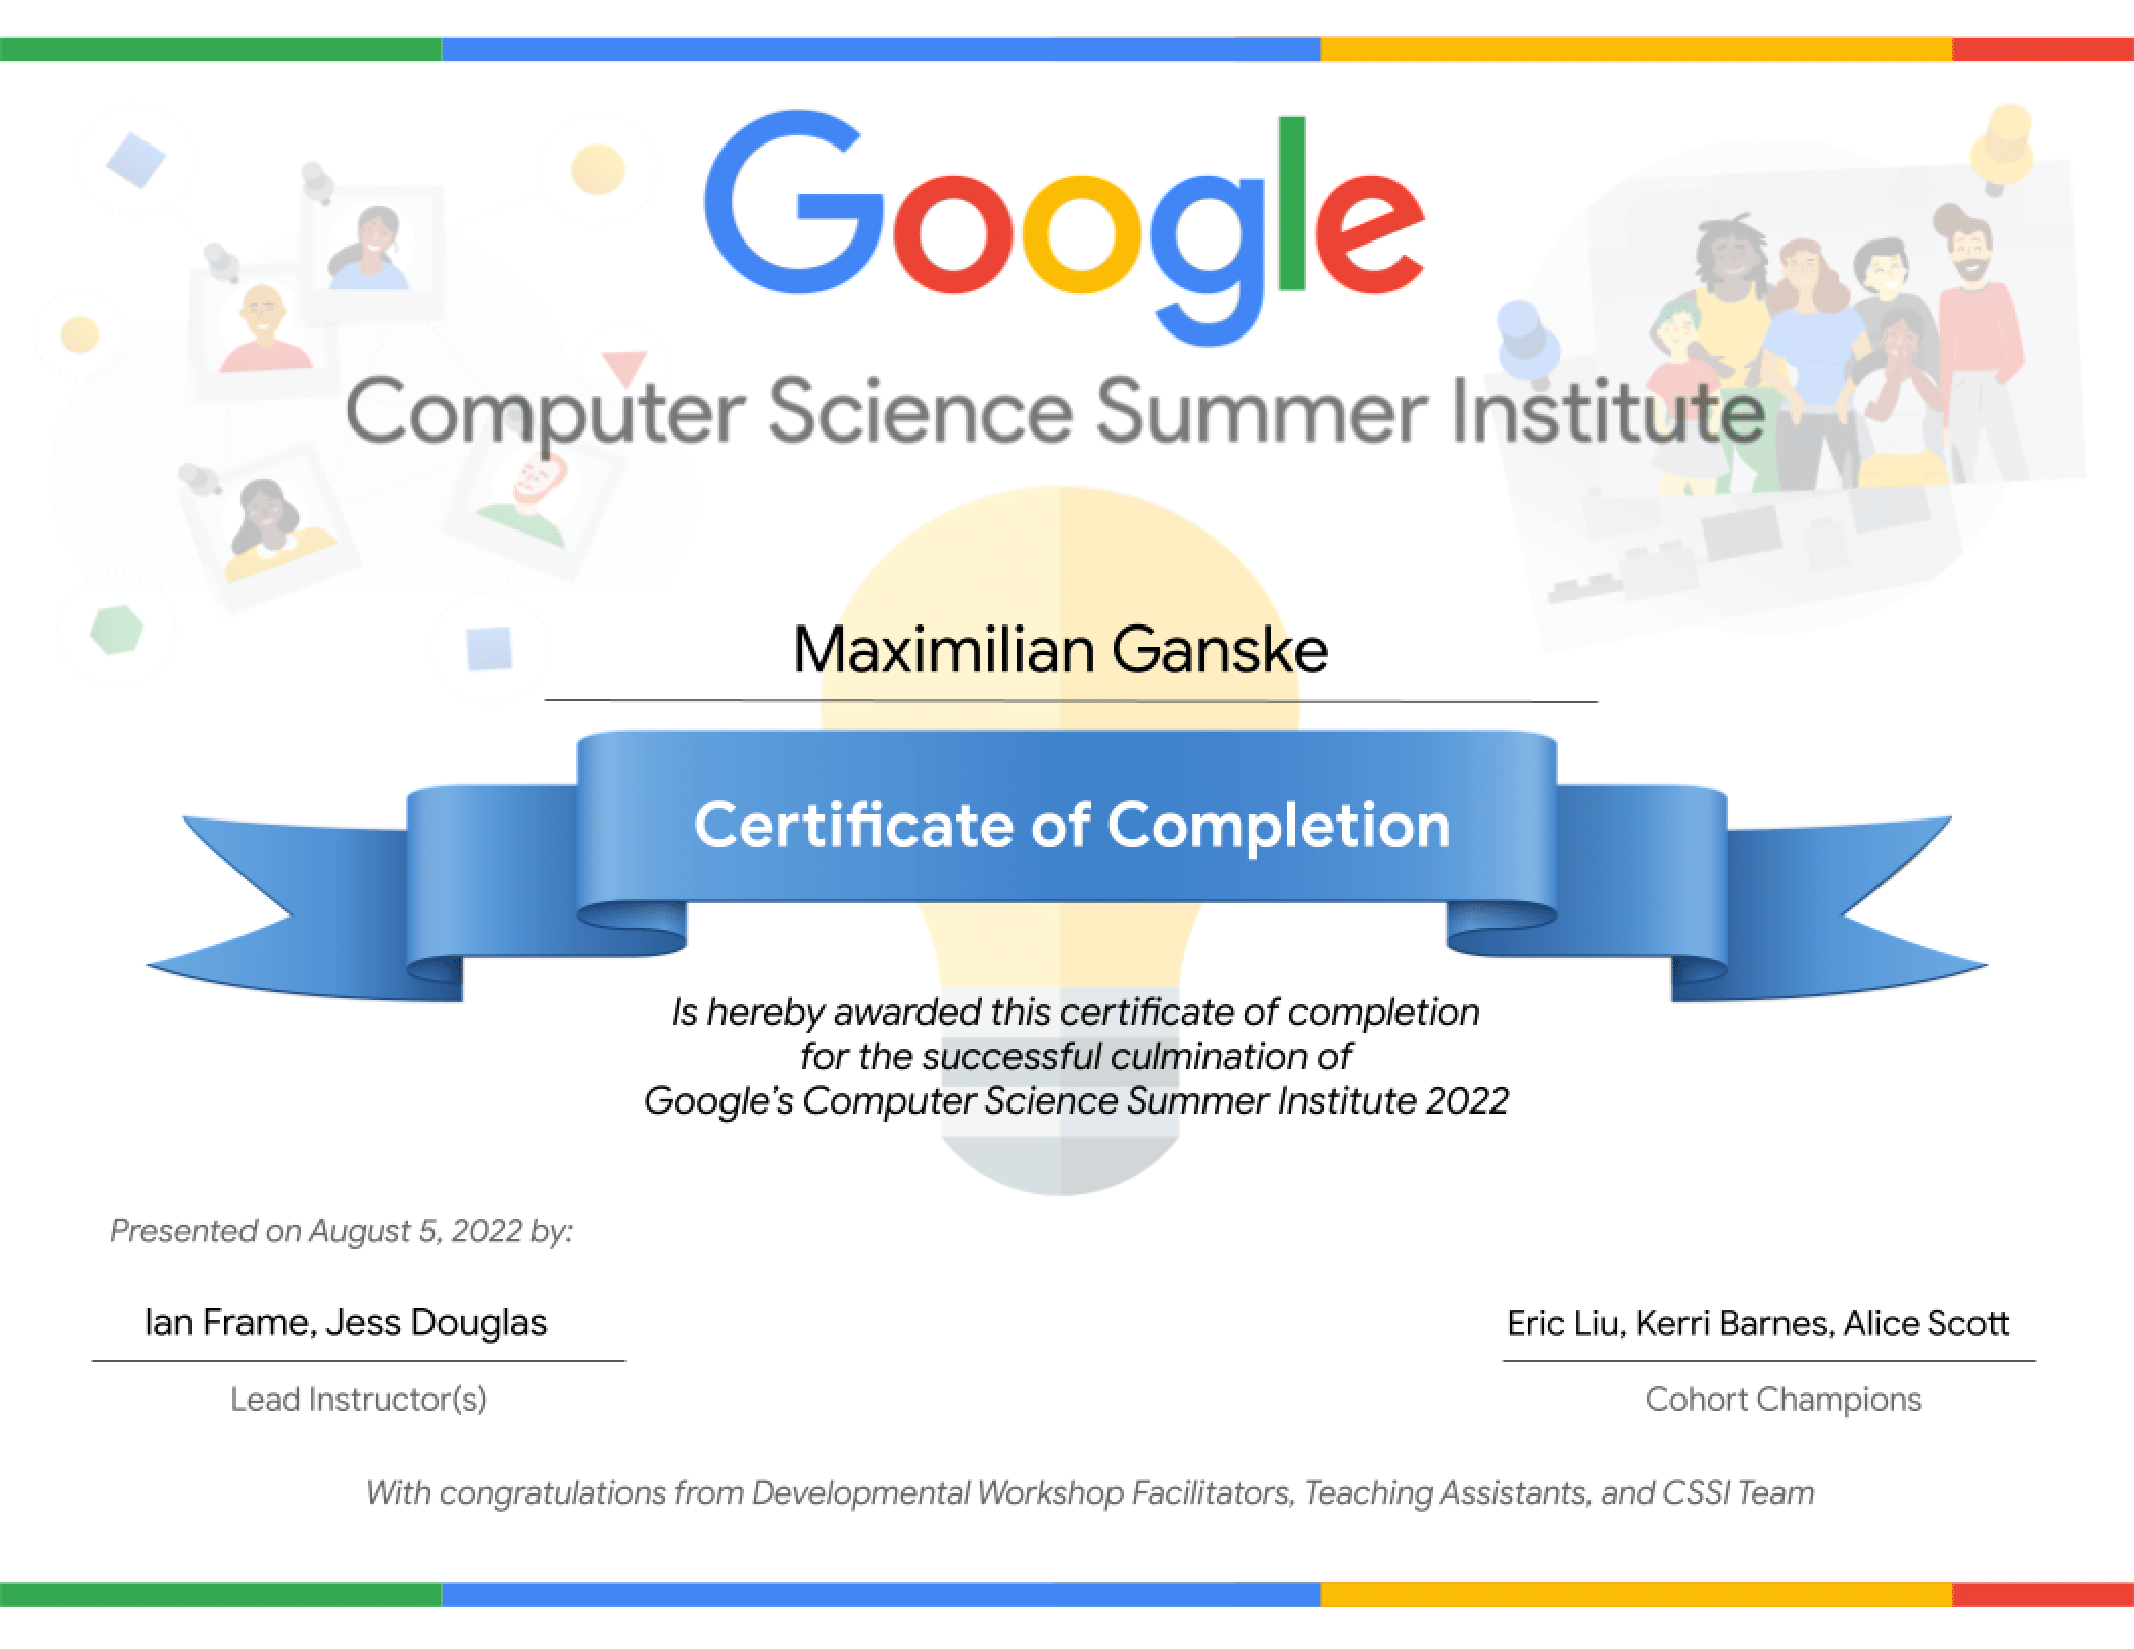 Google
Computer Science Summer Institute
Maximilian Ganske
Certificate of Completion
Is hereby awarded this certificate of completion
for the successful culmination of
Google's Computer Science Summer Institute 2022
Presented on August 5, 2022 by:
Ian Frame, Jess Douglas
Lead Instructor(s)
Eric Liu, Kerri Barnes, Alice Scott
Cohort Champions
With congratulations from Developmental Workshop Facilitators, Teaching Assistants, and CSSI Team